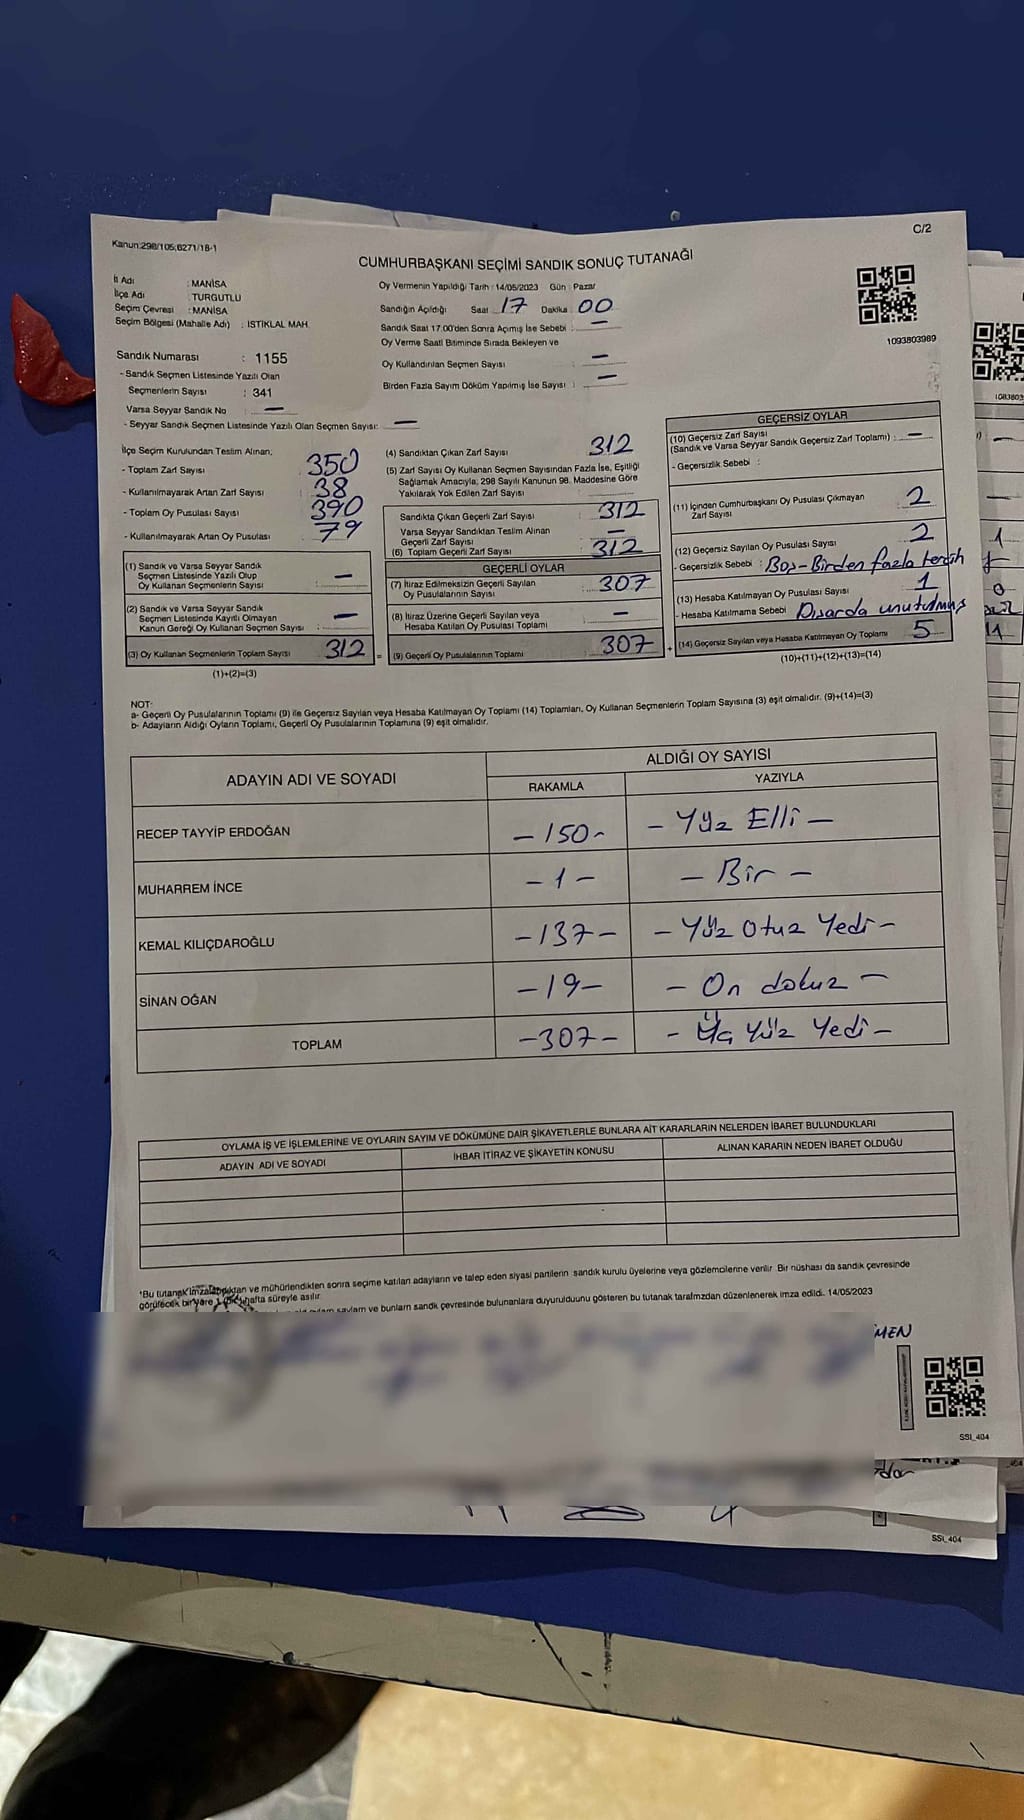 C/2
Kanun:298/105;6271/18-1
CUMHURBAŞKANI SEÇİMİ SANDIK SONUÇ TUTANAĞI
İl Adı : MANİSA
İlçe Adı : TURGUTLU
Seçim Çevresi : MANİSA
Seçim Bölgesi (Mahalle Adı) : İSTİKLAL MAH.
Sandık Numarası : 1155
- Sandık Seçmen Listesinde Yazılı Olan
Seçmenlerin Sayısı : 341
Varsa Seyyar Sandık No : —
- Seyyar Sandık Seçmen Listesinde Yazılı Olan Seçmen Sayısı: —
Oy Vermenin Yapıldığı Tarih : 14/05/2023 Gün : Pazar
Sandığın Açıldığı Saat 17 Dakika 00
Sandık Saat 17.00'den Sonra Açılmış İse Sebebi : —
Oy Verme Saati Bitiminde Sırada Bekleyen ve
Oy Kullandırılan Seçmen Sayısı : —
Birden Fazla Sayım Döküm Yapılmış İse Sayısı : —
1093803989
İlçe Seçim Kurulundan Teslim Alınan;
- Toplam Zarf Sayısı 350
- Kullanılmayarak Artan Zarf Sayısı : 38
- Toplam Oy Pusulası Sayısı 390
- Kullanılmayarak Artan Oy Pusulası : 79
(1) Sandık ve Varsa Seyyar Sandık
Seçmen Listesinde Yazılı Olup
Oy Kullanan Seçmenlerin Sayısı : —
(2) Sandık ve Varsa Seyyar Sandık
Seçmen Listesinde Kayıtlı Olmayan
Kanun Gereği Oy Kullanan Seçmen Sayısı : —
(3) Oy Kullanan Seçmenlerin Toplam Sayısı 312 =
(1)+(2)=(3)
(4) Sandıktan Çıkan Zarf Sayısı : 312
(5) Zarf Sayısı Oy Kullanan Seçmen Sayısından Fazla İse, Eşitliği
Sağlamak Amacıyla; 298 Sayılı Kanunun 98. Maddesine Göre
Yakılarak Yok Edilen Zarf Sayısı :
Sandıkta Çıkan Geçerli Zarf Sayısı : 312
Varsa Seyyar Sandıktan Teslim Alınan
Geçerli Zarf Sayısı : —
(6) Toplam Geçerli Zarf Sayısı : 312
GEÇERLİ OYLAR
(7) İtiraz Edilmeksizin Geçerli Sayılan
Oy Pusulalarının Sayısı : 307
(8) İtiraz Üzerine Geçerli Sayılan veya
Hesaba Katılan Oy Pusulası Toplamı : —
(9) Geçerli Oy Pusulalarının Toplamı : 307 +
GEÇERSİZ OYLAR
(10) Geçersiz Zarf Sayısı
(Sandık ve Varsa Seyyar Sandık Geçersiz Zarf Toplamı) : —
- Geçersizlik Sebebi :
(11) İçinden Cumhurbaşkanı Oy Pusulası Çıkmayan
Zarf Sayısı : 2
(12) Geçersiz Sayılan Oy Pusulası Sayısı : 2
- Geçersizlik Sebebi : Boş-Birden fazla tercih
(13) Hesaba Katılmayan Oy Pusulası Sayısı : 1
- Hesaba Katılmama Sebebi Dışarda unutulmuş
(14) Geçersiz Sayılan veya Hesaba Katılmayan Oy Toplamı : 5
(10)+(11)+(12)+(13)=(14)
NOT:
a- Geçerli Oy Pusulalarının Toplamı (9) ile Geçersiz Sayılan veya Hesaba Katılmayan Oy Toplamı (14) Toplamları, Oy Kullanan Seçmenlerin Toplam Sayısına (3) eşit olmalıdır. (9)+(14)=(3)
b- Adayların Aldığı Oyların Toplamı, Geçerli Oy Pusulalarının Toplamına (9) eşit olmalıdır.
ADAYIN ADI VE SOYADI
ALDIĞI OY SAYISI
RAKAMLA YAZIYLA
RECEP TAYYİP ERDOĞAN -150- - Yüz Elli -
MUHARREM İNCE -1- - Bir -
KEMAL KILIÇDAROĞLU -137- - Yüz Otuz Yedi -
SİNAN OĞAN -19- - On dokuz -
TOPLAM -307- - Üç Yüz Yedi -
OYLAMA İŞ VE İŞLEMLERİNE VE OYLARIN SAYIM VE DÖKÜMÜNE DAİR ŞİKAYETLERLE BUNLARA AİT KARARLARIN NELERDEN İBARET BULUNDUKLARI
ADAYIN ADI VE SOYADI İHBAR İTİRAZ VE ŞİKAYETİN KONUSU ALINAN KARARIN NEDEN İBARET OLDUĞU
*Bu tutanak imzalandıktan ve mühürlendikten sonra seçime katılan adayların ve talep eden siyasi partilerin sandık kurulu üyelerine veya gözlemcilerine verilir. Bir nüshası da sandık çevresinde
görülecek bir yere 1 (bir) hafta süreyle asılır.
sayılam ve bunların sandık çevresinde bulunanlara duyurulduunu gösteren bu tutanak tarafımzdan düzenlenerek imza edildi. 14/05/2023
SSI_404
SSI_404